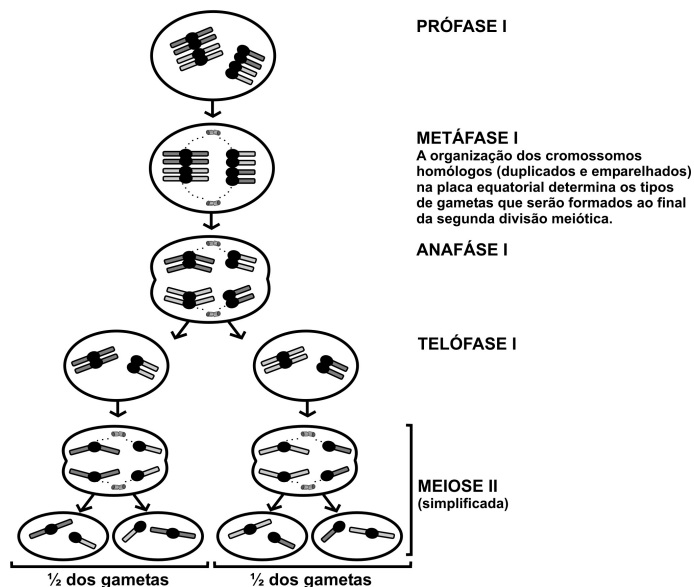 PRÓFASE I
METÁFASE I
A organização dos cromossomos
homólogos (duplicados e emparelhados)
na placa equatorial determina os tipos
de gametas que serão formados ao final
da segunda divisão meiótica.
ANAFÁSE I
TELÓFASE I
MEIOSE II
(simplificada)
½ dos gametas
½ dos gametas